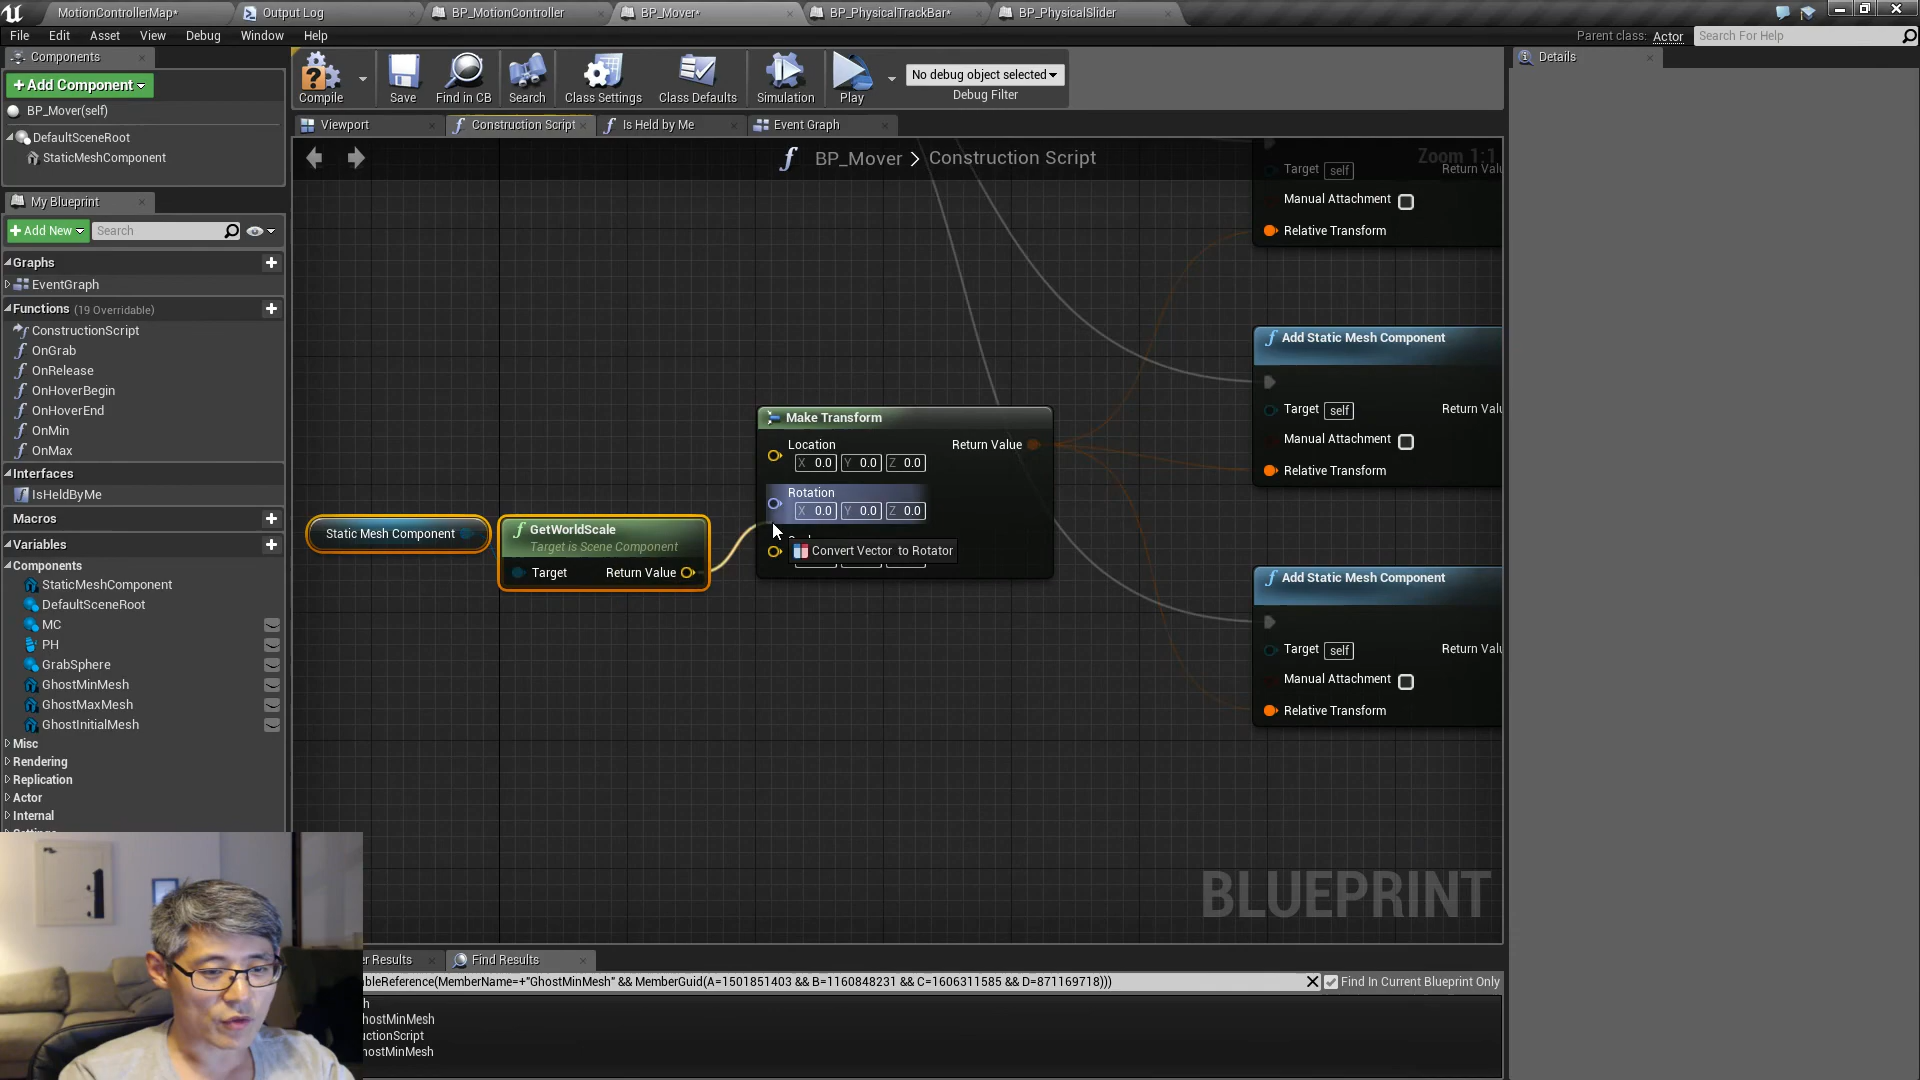 MotionControllerMap*
Output Log
BP_MotionController
BP_Mover*
BP_PhysicalTrackBar*
BP_PhysicalSlider
File Edit Asset View Debug Window Help
Parent class: Actor
Search For Help
Components
+Add Component
BP_Mover(self)
DefaultSceneRoot
StaticMeshComponent
My Blueprint
+Add New
Search
Graphs
EventGraph
Functions (19 Overridable)
ConstructionScript
OnGrab
OnRelease
OnHoverBegin
OnHoverEnd
OnMin
OnMax
Interfaces
IsHeldByMe
Macros
Variables
Components
StaticMeshComponent
DefaultSceneRoot
MC
PH
GrabSphere
GhostMinMesh
GhostMaxMesh
GhostInitialMesh
Misc
Rendering
Replication
Actor
Internal
Compile
Save
Find in CB
Search
Class Settings
Class Defaults
Simulation
Play
No debug object selected
Debug Filter
Viewport
Construction Script
Is Held by Me
Event Graph
BP_Mover > Construction Script
Zoom 1:1
Target self Return Valu
Manual Attachment
Relative Transform
Add Static Mesh Component
Target self Return Valu
Manual Attachment
Relative Transform
Add Static Mesh Component
Target self Return Valu
Manual Attachment
Relative Transform
Make Transform
Location Return Value
X 0.0 Y 0.0 Z 0.0
Rotation
X 0.0 Y 0.0 Z 0.0
Convert Vector to Rotator
Static Mesh Component
GetWorldScale
Target is Scene Component
Target Return Value
BLUEPRINT
er Results
Find Results
ableReference(MemberName=+"GhostMinMesh" && MemberGuid(A=1501851403 && B=1160848231 && C=1606311585 && D=871169718)))
Find In Current Blueprint Only
h
hostMinMesh
uctionScript
hostMinMesh
Details